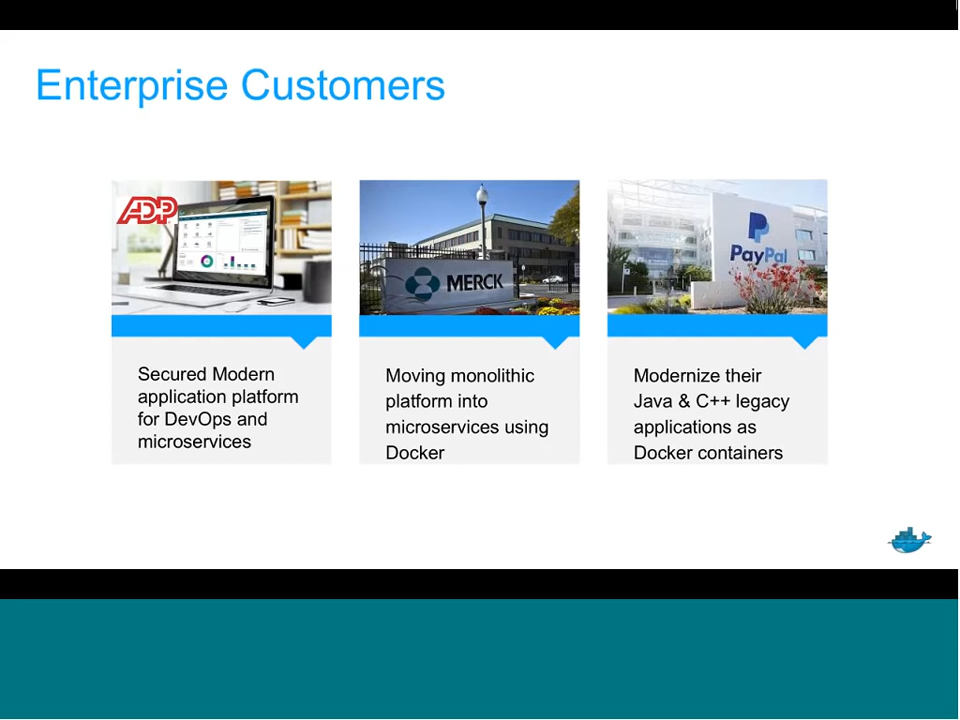 Enterprise Customers
ADP
Secured Modern
application platform
for DevOps and
microservices
MERCK
Moving monolithic
platform into
microservices using
Docker
PayPal
Modernize their
Java & C++ legacy
applications as
Docker containers